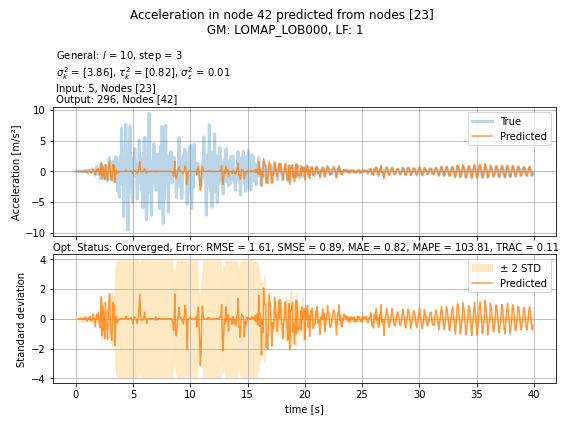 Acceleration in node 42 predicted from nodes [23]
GM: LOMAP_LOB000, LF: 1
General: l = 10, step = 3
σ²ₖ = [3.86], τ²ₖ = [0.82], σ²ε = 0.01
Input: 5, Nodes [23]
Output: 296, Nodes [42]
10
5
0
−5
−10
Acceleration [m/s²]
True
Predicted
Opt. Status: Converged, Error: RMSE = 1.61, SMSE = 0.89, MAE = 0.82, MAPE = 103.81, TRAC = 0.11
4
2
0
−2
−4
Standard deviation
± 2 STD
Predicted
0 5 10 15 20 25 30 35 40
time [s]